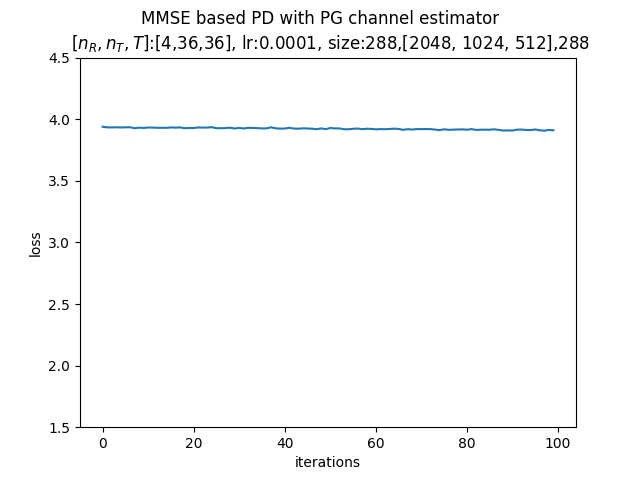 MMSE based PD with PG channel estimator
[n_R, n_T, T]:[4,36,36], lr:0.0001, size:288,[2048, 1024, 512],288
4.5
4.0
3.5
3.0
2.5
2.0
1.5
loss
0 20 40 60 80 100
iterations